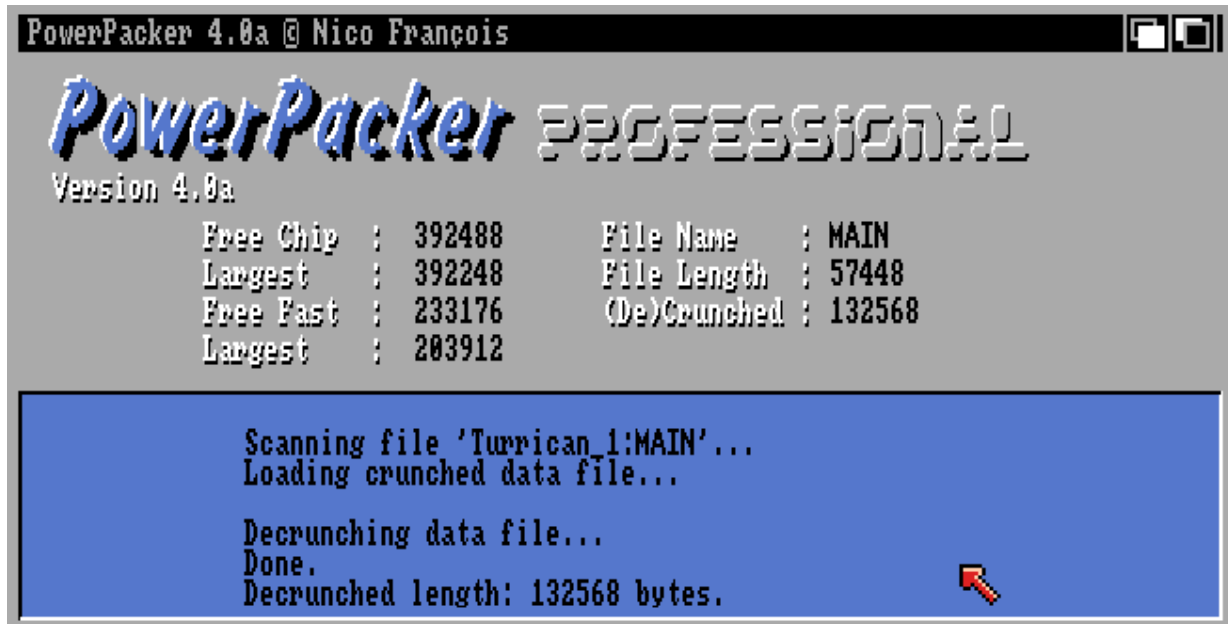 PowerPacker 4.0a © Nico François
PowerPacker PROFESSIONAL
Version 4.0a
Free Chip : 392488 File Name : MAIN
Largest : 392248 File Length : 57448
Free Fast : 233176 (De)Crunched : 132568
Largest : 203912
Scanning file 'Turrican_1:MAIN'...
Loading crunched data file...
Decrunching data file...
Done.
Decrunched length: 132568 bytes.